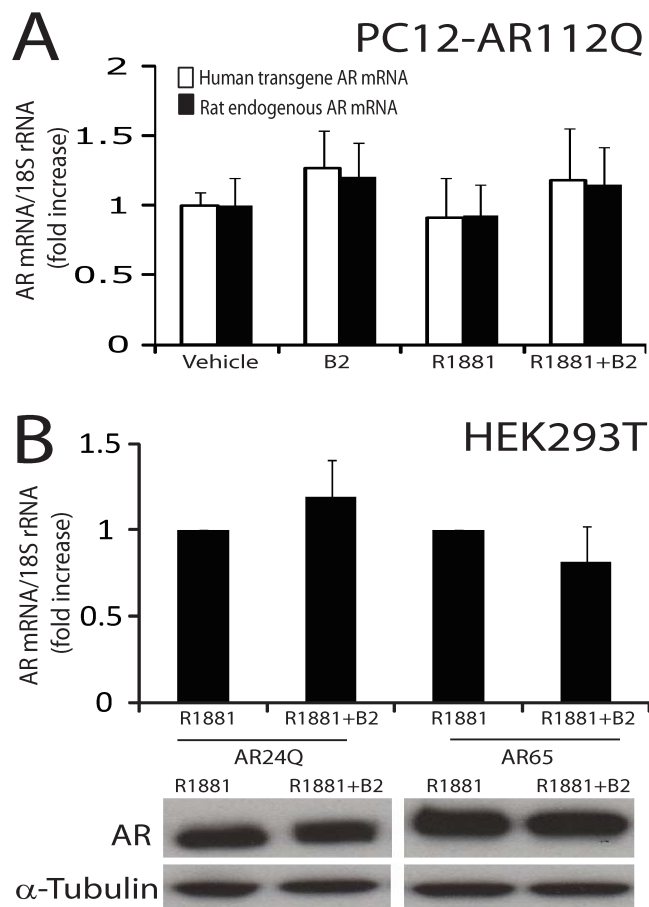 A
PC12-AR112Q
2
1.5
1
0.5
0
AR mRNA/18S rRNA
(fold increase)
Human transgene AR mRNA
Rat endogenous AR mRNA
Vehicle B2 R1881 R1881+B2
B
HEK293T
1.5
1
0.5
0
AR mRNA/18S rRNA
(fold increase)
R1881 R1881+B2 R1881 R1881+B2
AR24Q AR65
R1881 R1881+B2 R1881 R1881+B2
AR
α-Tubulin